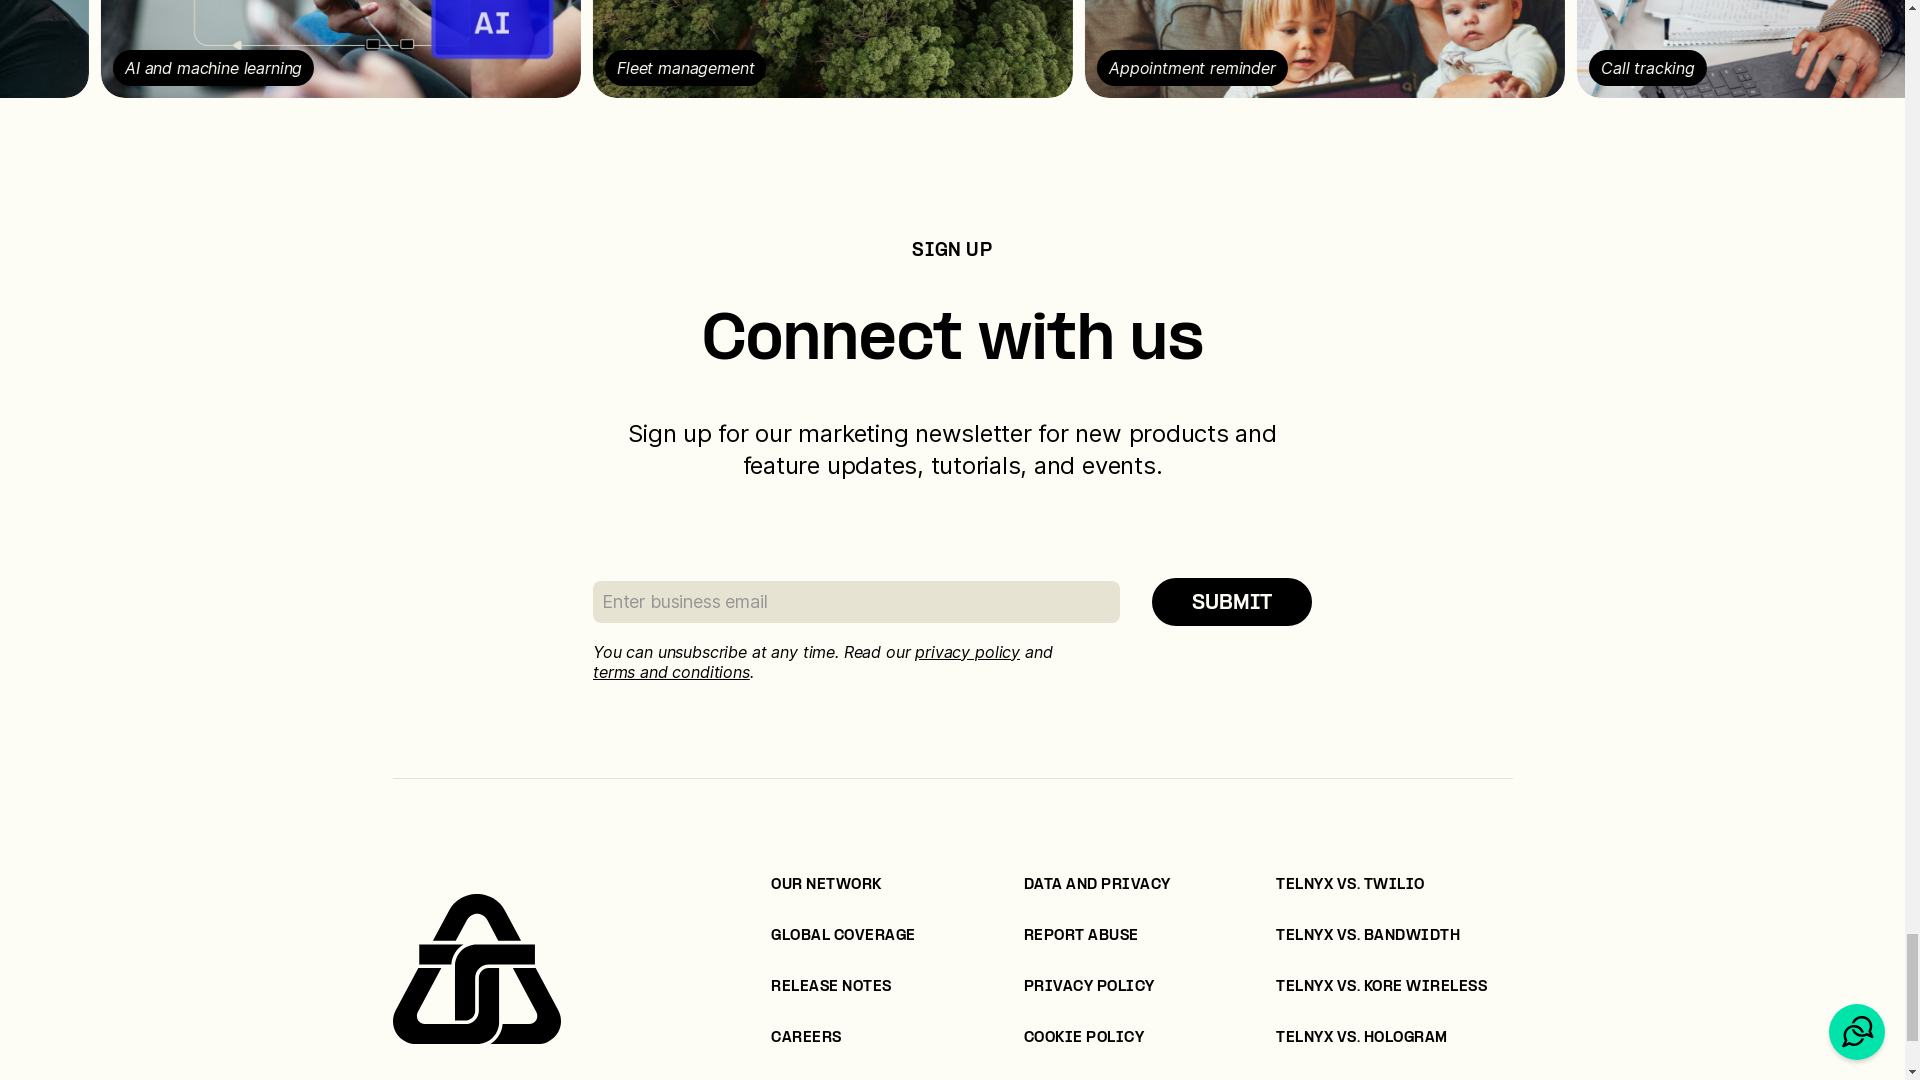 AI
AI and machine learning
Fleet management
Appointment reminder
Call tracking
SIGN UP
Connect with us
Sign up for our marketing newsletter for new products and
feature updates, tutorials, and events.
Enter business email
SUBMIT
You can unsubscribe at any time. Read our privacy policy and
terms and conditions.
OUR NETWORK
DATA AND PRIVACY
TELNYX VS. TWILIO
GLOBAL COVERAGE
REPORT ABUSE
TELNYX VS. BANDWIDTH
RELEASE NOTES
PRIVACY POLICY
TELNYX VS. KORE WIRELESS
CAREERS
COOKIE POLICY
TELNYX VS. HOLOGRAM